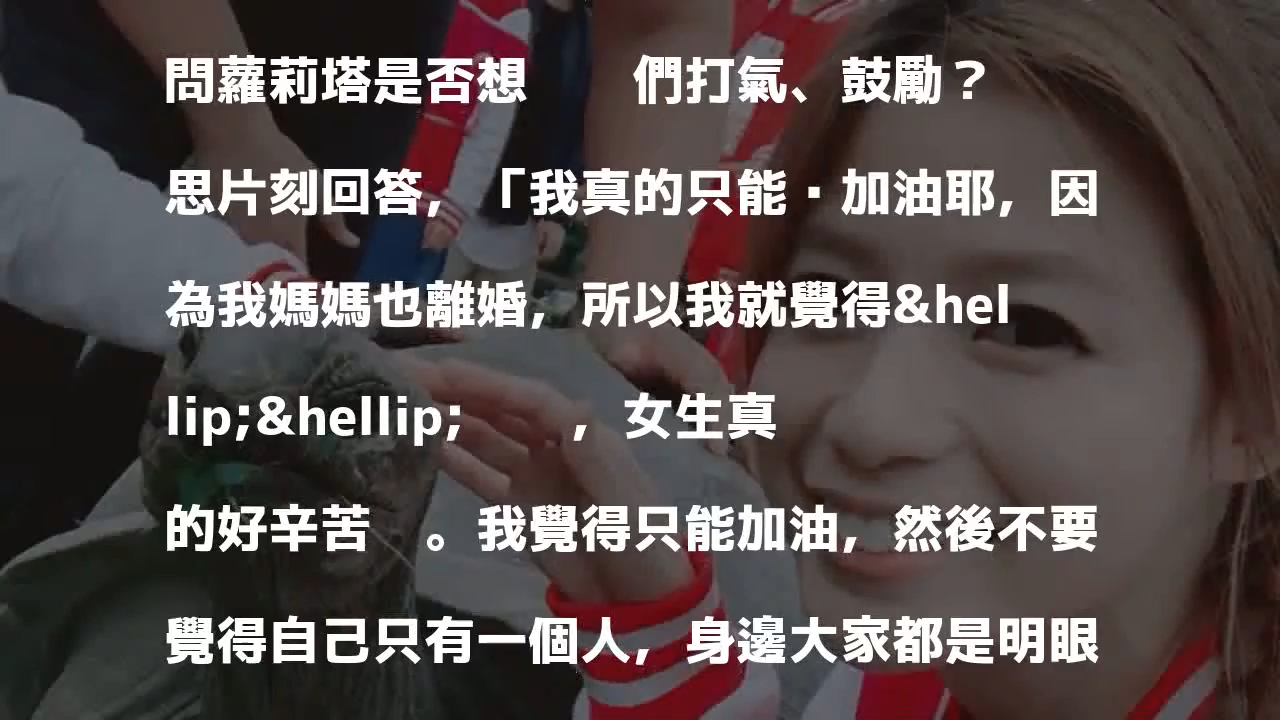 問蘿莉塔是否想　　們打氣、鼓勵？
思片刻回答，「我真的只能·加油耶，因
為我媽媽也離婚，所以我就覺得&hel
lip;&hellip;　　，女生真
的好辛苦　。我覺得只能加油，然後不要
覺得自己只有一個人，身邊大家都是明眼